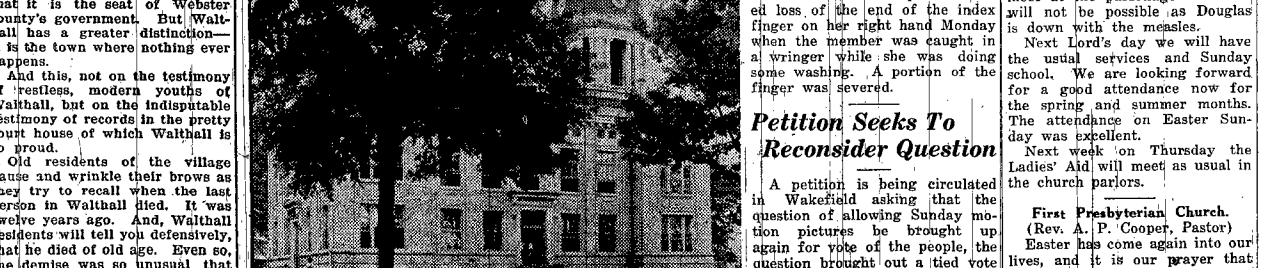 hat it is the seat of Webster
ounty's government. But Walt-
all has a greater distinction—
is the town where nothing ever
appens.
And this, not on the testimony
f restless, modern youths of
Walthall, but on the indisputable
estimony of records in the pretty
ourt house of which Walthall is
o proud.
Old residents of the village
ause and wrinkle their brows as
hey try to recall when the last
erson in Walthall died. It was
welve years ago. And, Walthall
esidents will tell you defensively,
hat he died of old age. Even so,
demise was so unusual that
ed loss of the end of the index
finger on her right hand Monday
when the member was caught in
a wringer while she was doing
some washing. A portion of the
finger was severed.
Petition Seeks To
Reconsider Question
A petition is being circulated
in Wakefield asking that the
question of allowing Sunday mo-
tion pictures be brought up
again for vote of the people, the
question brought out a tied vote
will not be possible as Douglas
is down with the measles.
Next Lord's day we will have
the usual services and Sunday
school. We are looking forward
for a good attendance now for
the spring and summer months.
The attendance on Easter Sun-
day was excellent.
Next week on Thursday the
Ladies' Aid will meet as usual in
the church parlors.
First Presbyterian Church.
(Rev. A. P. Cooper, Pastor)
Easter has come again into our
lives, and it is our prayer that